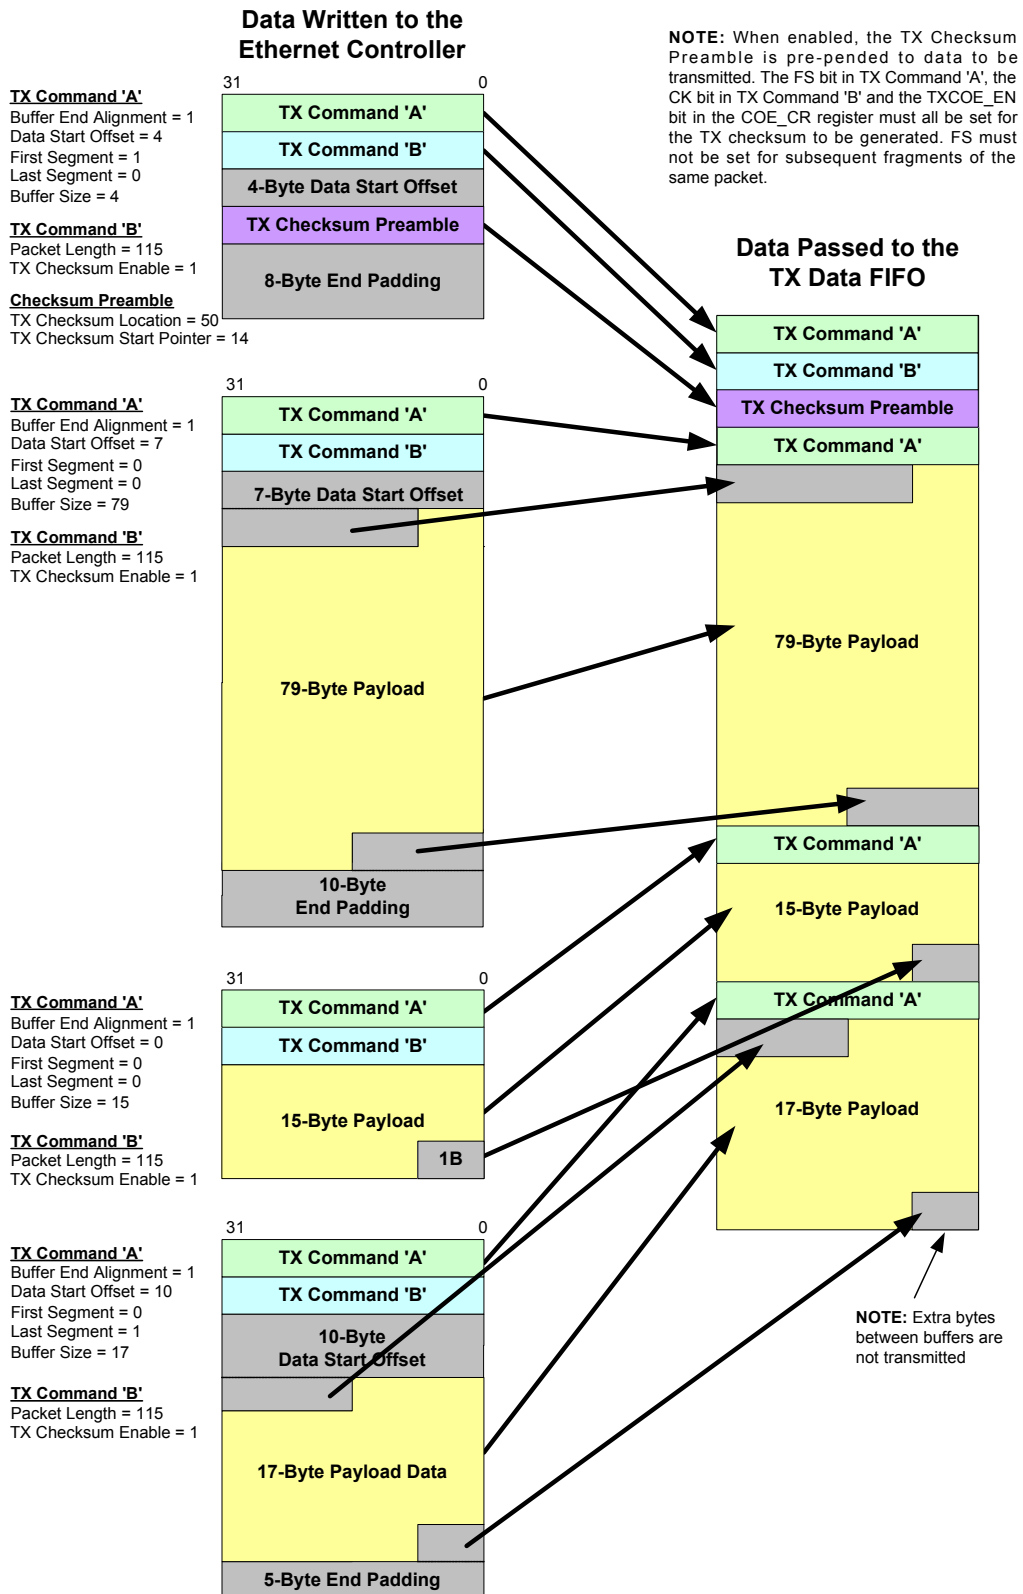 Data Written to the
Ethernet Controller
NOTE: When enabled, the TX Checksum
Preamble is pre-pended to data to be
transmitted. The FS bit in TX Command 'A', the
CK bit in TX Command 'B' and the TXCOE_EN
bit in the COE_CR register must all be set for
the TX checksum to be generated. FS must
not be set for subsequent fragments of the
same packet.
TX Command 'A'
Buffer End Alignment = 1
Data Start Offset = 4
First Segment = 1
Last Segment = 0
Buffer Size = 4
TX Command 'B'
Packet Length = 115
TX Checksum Enable = 1
Checksum Preamble
TX Checksum Location = 50
TX Checksum Start Pointer = 14
31 0
TX Command 'A'
TX Command 'B'
4-Byte Data Start Offset
TX Checksum Preamble
8-Byte End Padding
TX Command 'A'
Buffer End Alignment = 1
Data Start Offset = 7
First Segment = 0
Last Segment = 0
Buffer Size = 79
TX Command 'B'
Packet Length = 115
TX Checksum Enable = 1
31 0
TX Command 'A'
TX Command 'B'
7-Byte Data Start Offset
79-Byte Payload
10-Byte
End Padding
TX Command 'A'
Buffer End Alignment = 1
Data Start Offset = 0
First Segment = 0
Last Segment = 0
Buffer Size = 15
TX Command 'B'
Packet Length = 115
TX Checksum Enable = 1
31 0
TX Command 'A'
TX Command 'B'
15-Byte Payload
1B
TX Command 'A'
Buffer End Alignment = 1
Data Start Offset = 10
First Segment = 0
Last Segment = 1
Buffer Size = 17
TX Command 'B'
Packet Length = 115
TX Checksum Enable = 1
31 0
TX Command 'A'
TX Command 'B'
10-Byte
Data Start Offset
17-Byte Payload Data
5-Byte End Padding
Data Passed to the
TX Data FIFO
TX Command 'A'
TX Command 'B'
TX Checksum Preamble
TX Command 'A'
79-Byte Payload
TX Command 'A'
15-Byte Payload
TX Command 'A'
17-Byte Payload
NOTE: Extra bytes
between buffers are
not transmitted